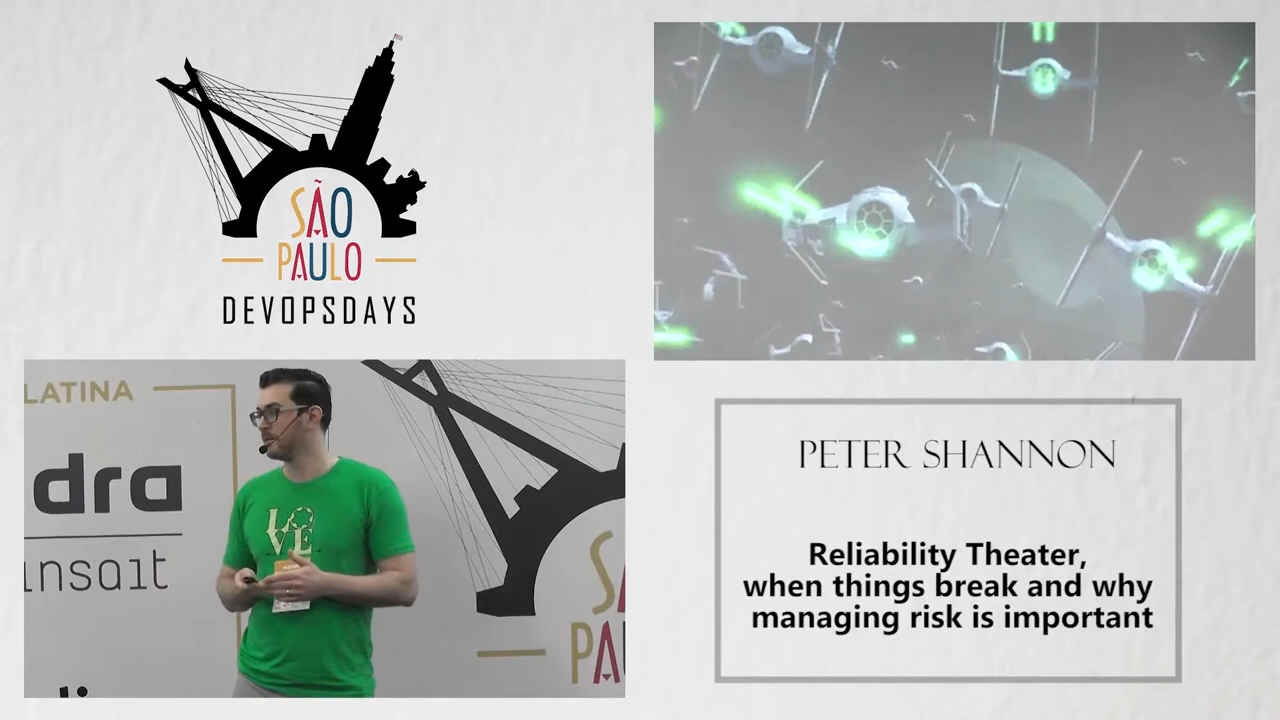 SÃO
PAULO
DEVOPSDAYS
LATINA
dra
insait
LOVE
PETER SHANNON
Reliability Theater,
when things break and why
managing risk is important